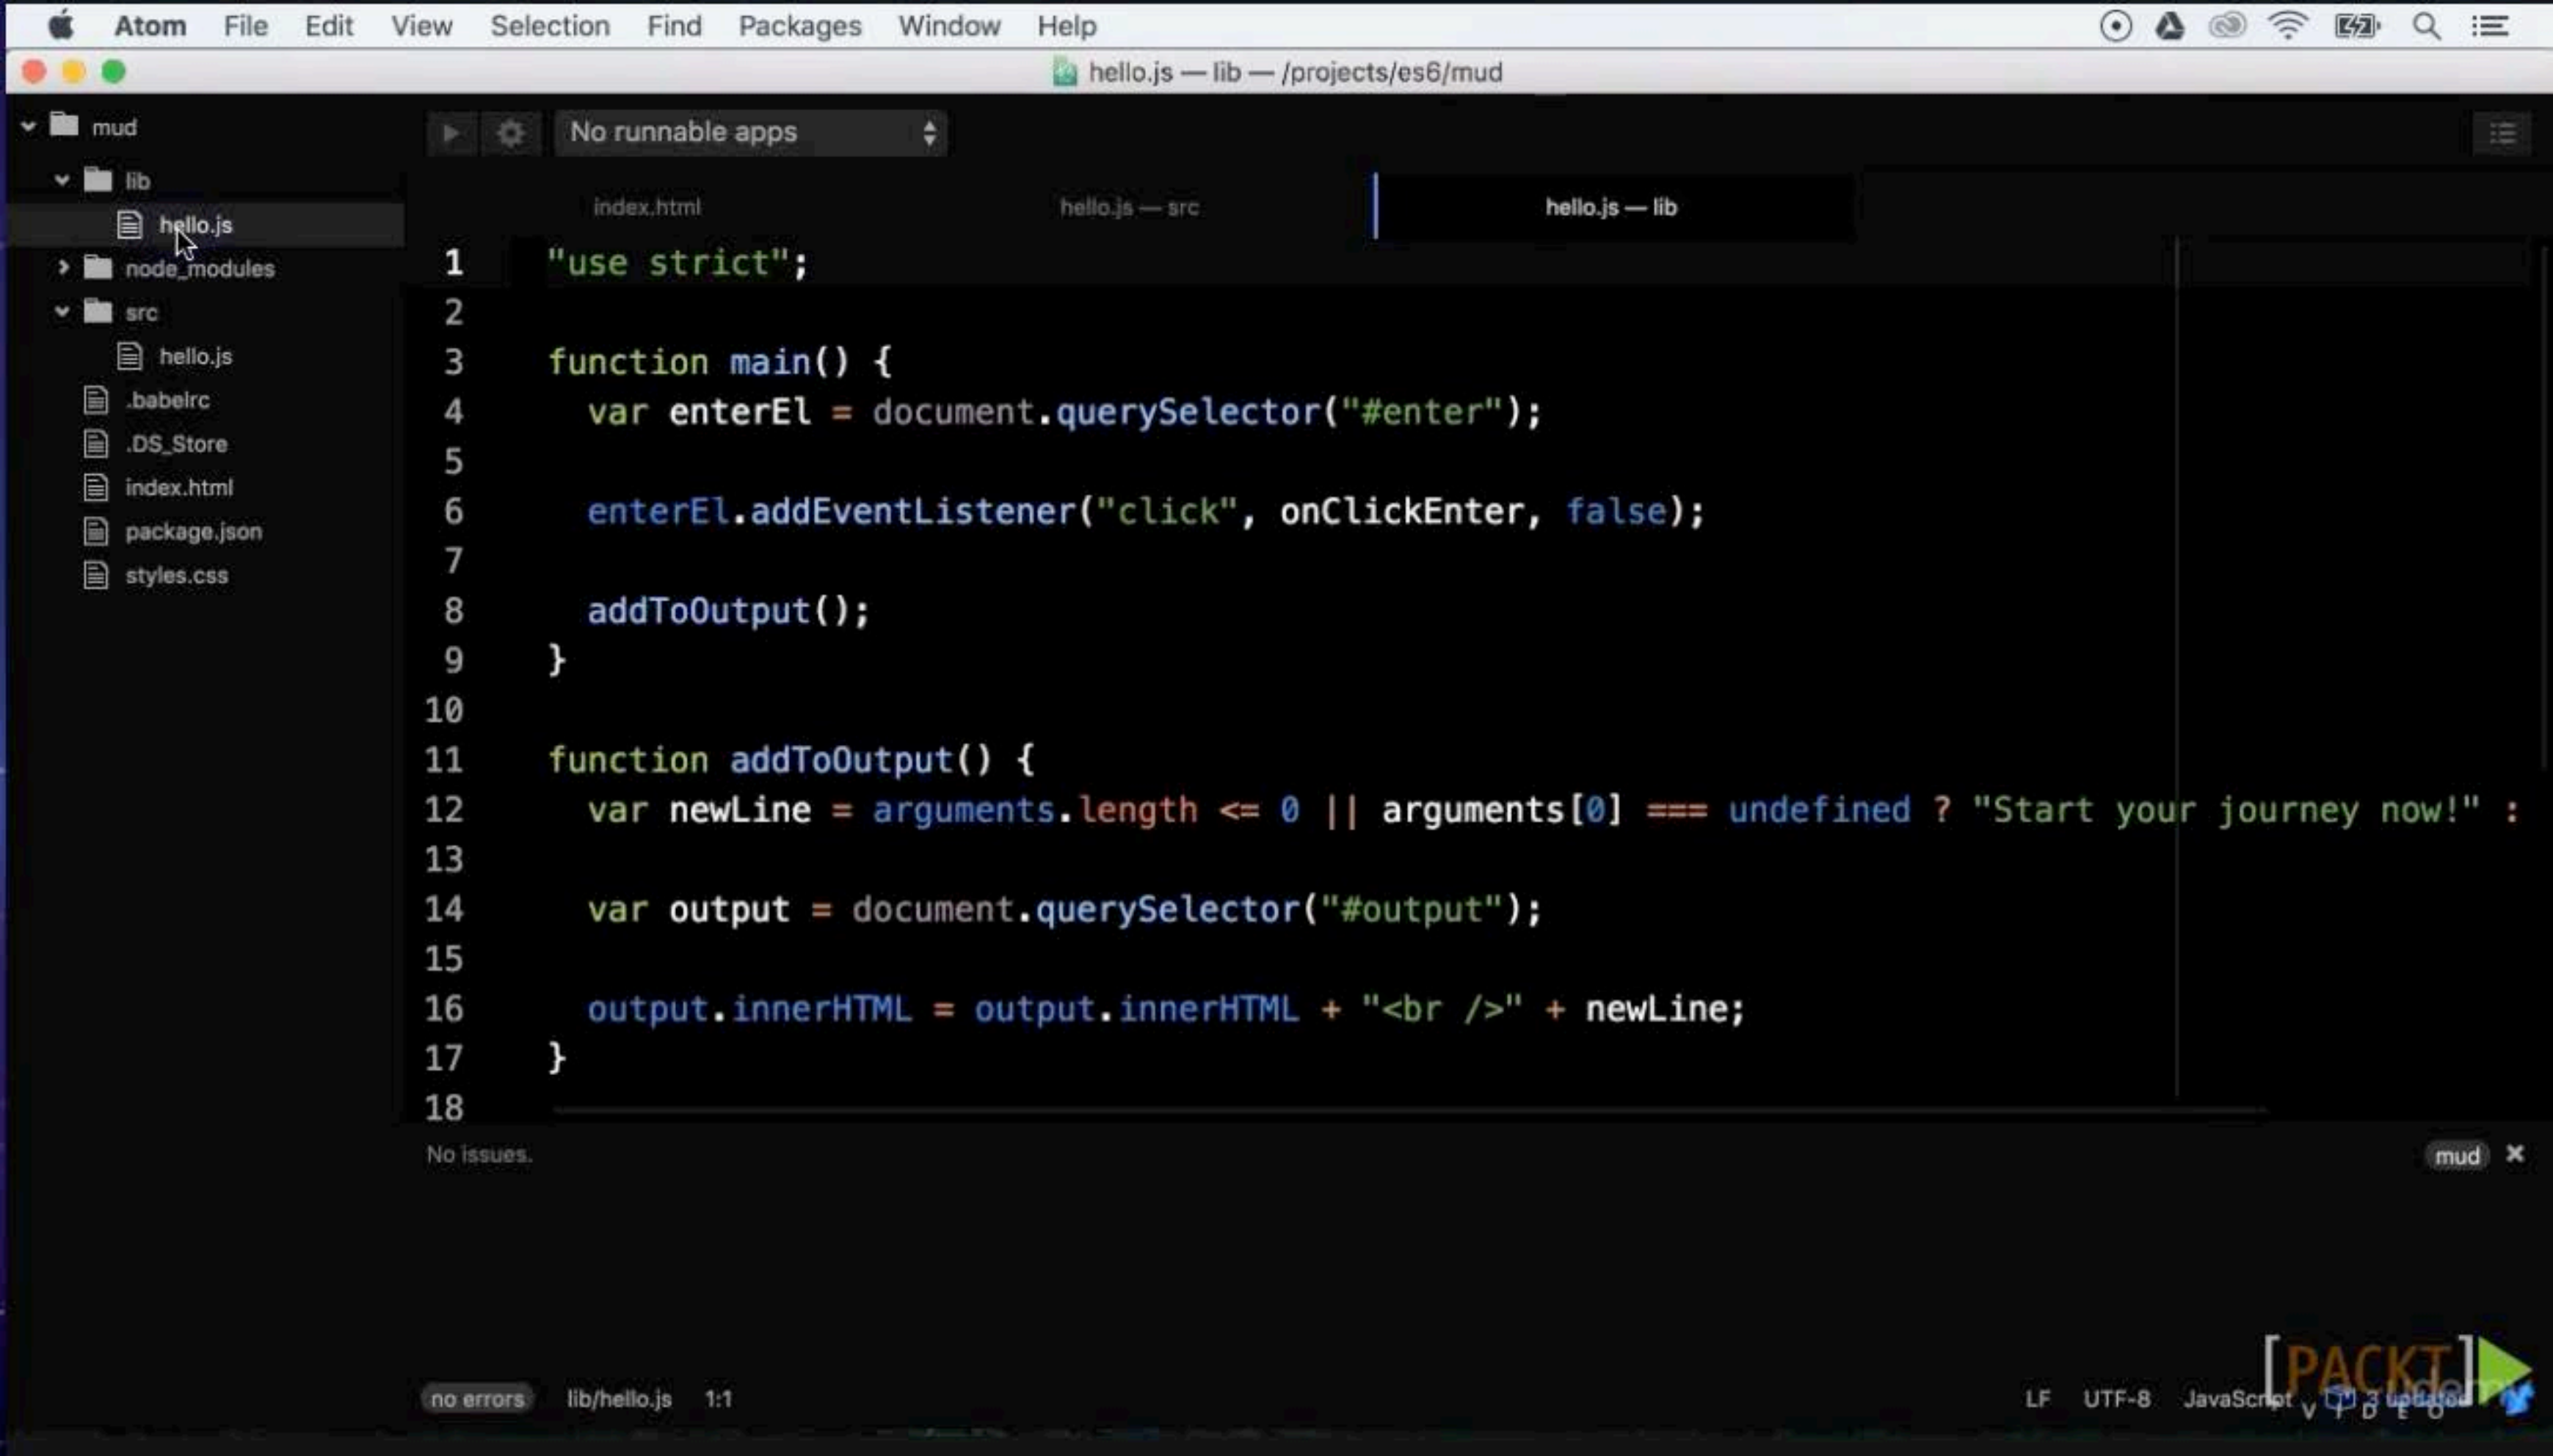 Atom File Edit View Selection Find Packages Window Help
hello.js — lib — /projects/es6/mud
mud
lib
hello.js
node_modules
src
hello.js
.babelrc
.DS_Store
index.html
package.json
styles.css
No runnable apps
index.html hello.js — src hello.js — lib
1 "use strict";
2
3 function main() {
4 var enterEl = document.querySelector("#enter");
5
6 enterEl.addEventListener("click", onClickEnter, false);
7
8 addToOutput();
9 }
10
11 function addToOutput() {
12 var newLine = arguments.length <= 0 || arguments[0] === undefined ? "Start your journey now!" :
13
14 var output = document.querySelector("#output");
15
16 output.innerHTML = output.innerHTML + "<br />" + newLine;
17 }
18
No issues. mud
no errors lib/hello.js 1:1 LF UTF-8 JavaScript 3 updates
[PACKT]
VIDEO